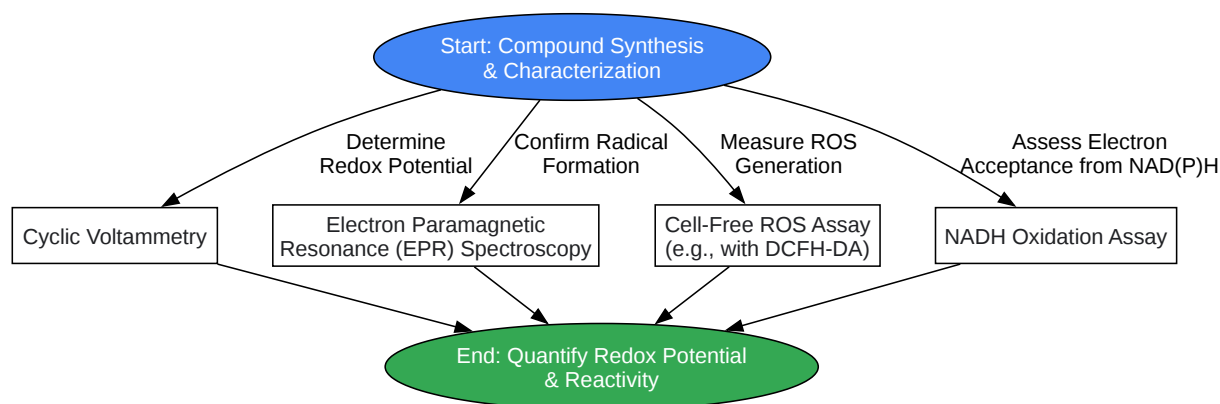 Start: Compound Synthesis
& Characterization
Determine
Redox Potential
Confirm Radical
Formation
Measure ROS
Generation
Assess Electron
Acceptance from NAD(P)H
Cyclic Voltammetry
Electron Paramagnetic
Resonance (EPR) Spectroscopy
Cell-Free ROS Assay
(e.g., with DCFH-DA)
NADH Oxidation Assay
End: Quantify Redox Potential
& Reactivity